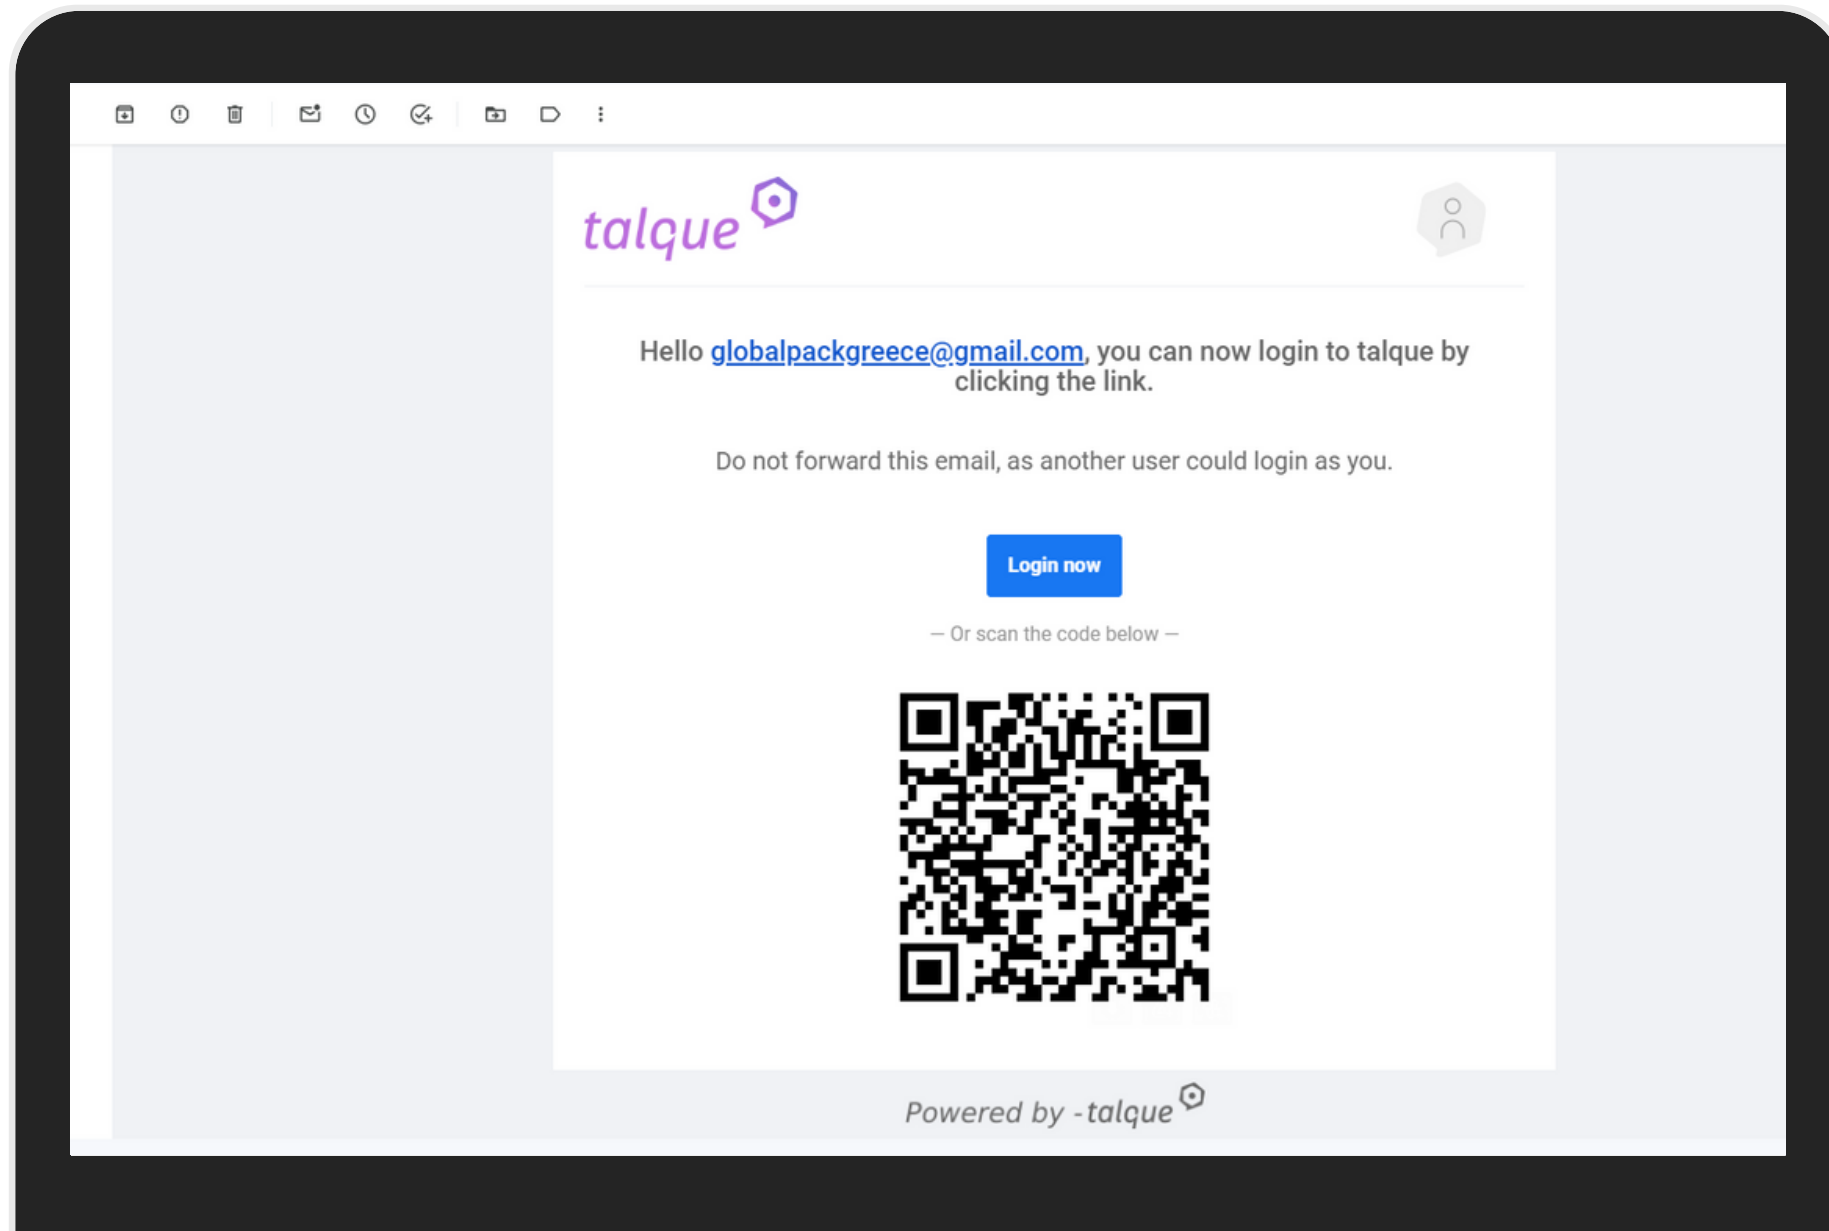 talque
Hello globalpackgreece@gmail.com, you can now login to talque by
clicking the link.
Do not forward this email, as another user could login as you.
Login now
— Or scan the code below —
Powered by - talque